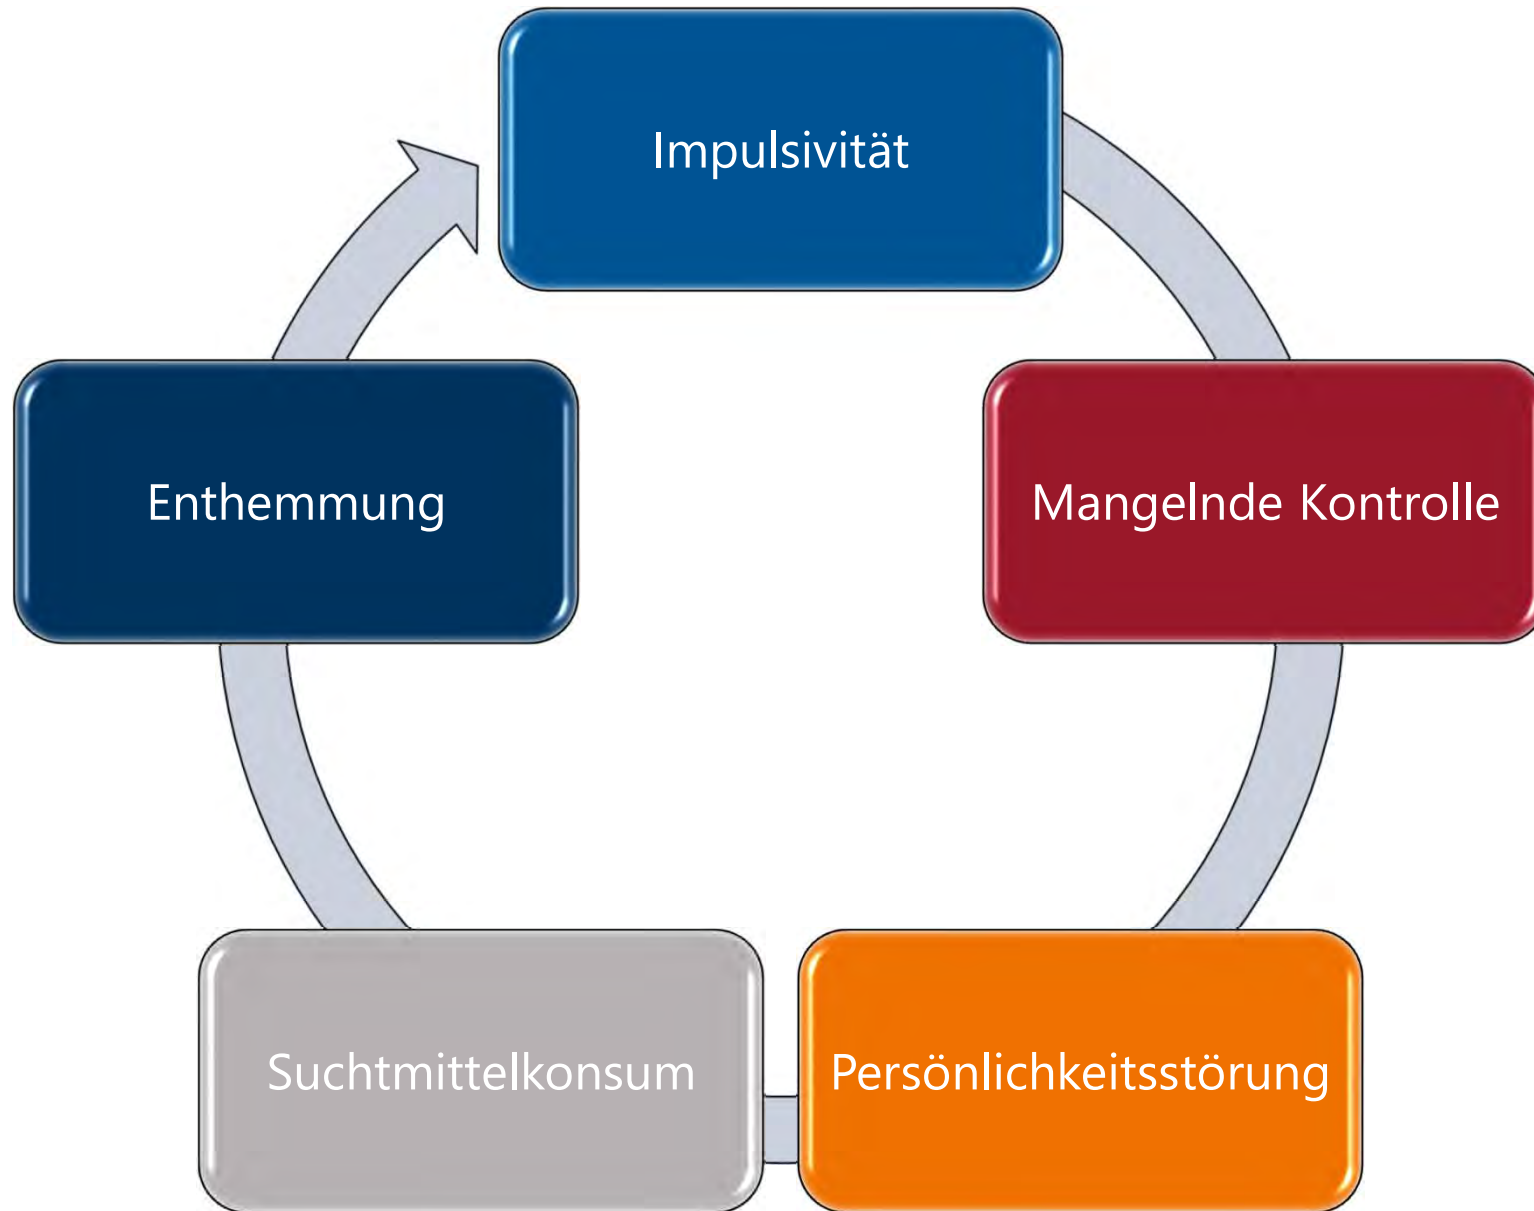 Impulsivität
Mangelnde Kontrolle
Persönlichkeitsstörung
Suchtmittelkonsum
Enthemmung